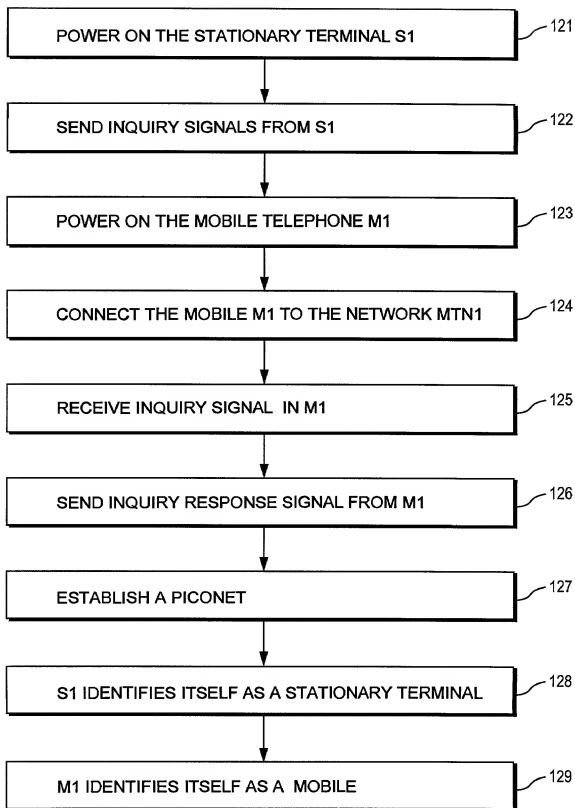 POWER ON THE STATIONARY TERMINAL S1
121
SEND INQUIRY SIGNALS FROM S1
122
POWER ON THE MOBILE TELEPHONE M1
123
CONNECT THE MOBILE M1 TO THE NETWORK MTN1
124
RECEIVE INQUIRY SIGNAL IN M1
125
SEND INQUIRY RESPONSE SIGNAL FROM M1
126
ESTABLISH A PICONET
127
S1 IDENTIFIES ITSELF AS A STATIONARY TERMINAL
128
M1 IDENTIFIES ITSELF AS A MOBILE
129